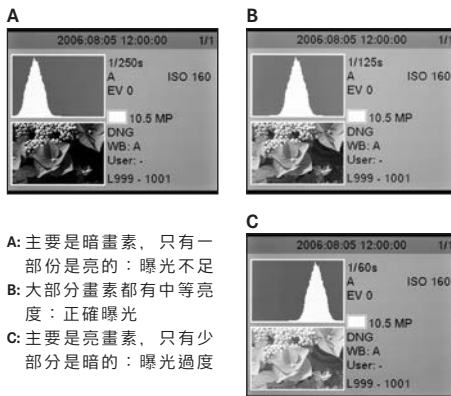 A
2006:08:05 12:00:00 1/1
1/250s
A ISO 160
EV 0
10.5 MP
DNG
WB: A
User: -
L999 - 1001
B
2006:08:05 12:00:00 1/1
1/125s
A ISO 160
EV 0
10.5 MP
DNG
WB: A
User: -
L999 - 1001
A: 主要是暗畫素，只有一
部份是亮的：曝光不足
B: 大部分畫素都有中等亮
度：正確曝光
C: 主要是亮畫素，只有少
部分是暗的：曝光過度
C
2006:08:05 12:00:00 1/1
1/60s
A ISO 160
EV 0
10.5 MP
DNG
WB: A
User: -
L999 - 1001